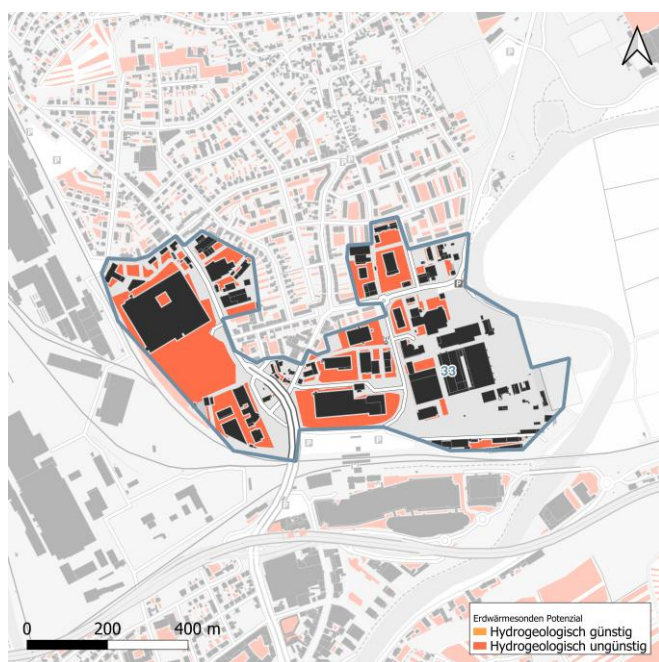 P
P
P
P
P
33
P
P
P
0 200 400 m
Erdwärmesonden Potenzial
Hydrogeologisch günstig
Hydrogeologisch ungünstig